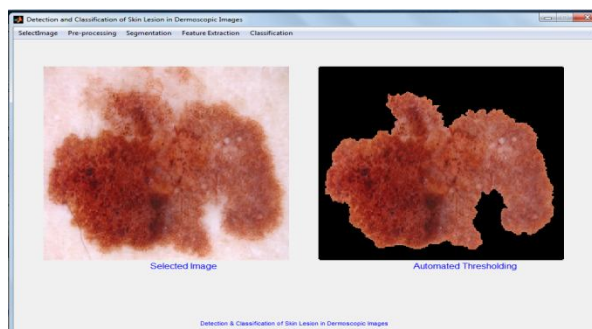 Detection and Classification of Skin Lesion in Dermoscopic Images
SelectImage Pre-processing Segmentation Feature Extraction Classification
Selected Image Automated Thresholding
Detection & Classification of Skin Lesion in Dermoscopic Images